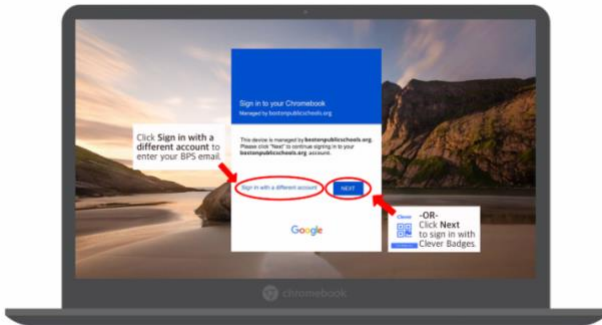 Sign in to your Chromebook
Managed by bostonpublicschools.org
Click Sign in with a
different account to
enter your BPS email.
This device is managed by bostonpublicschools.org.
Please click "Next" to continue signing in to your
bostonpublicschools.org account.
Sign in with a different account
NEXT
Google
Clever
-OR-
Click Next
to sign in with
Clever Badges.
chromebook